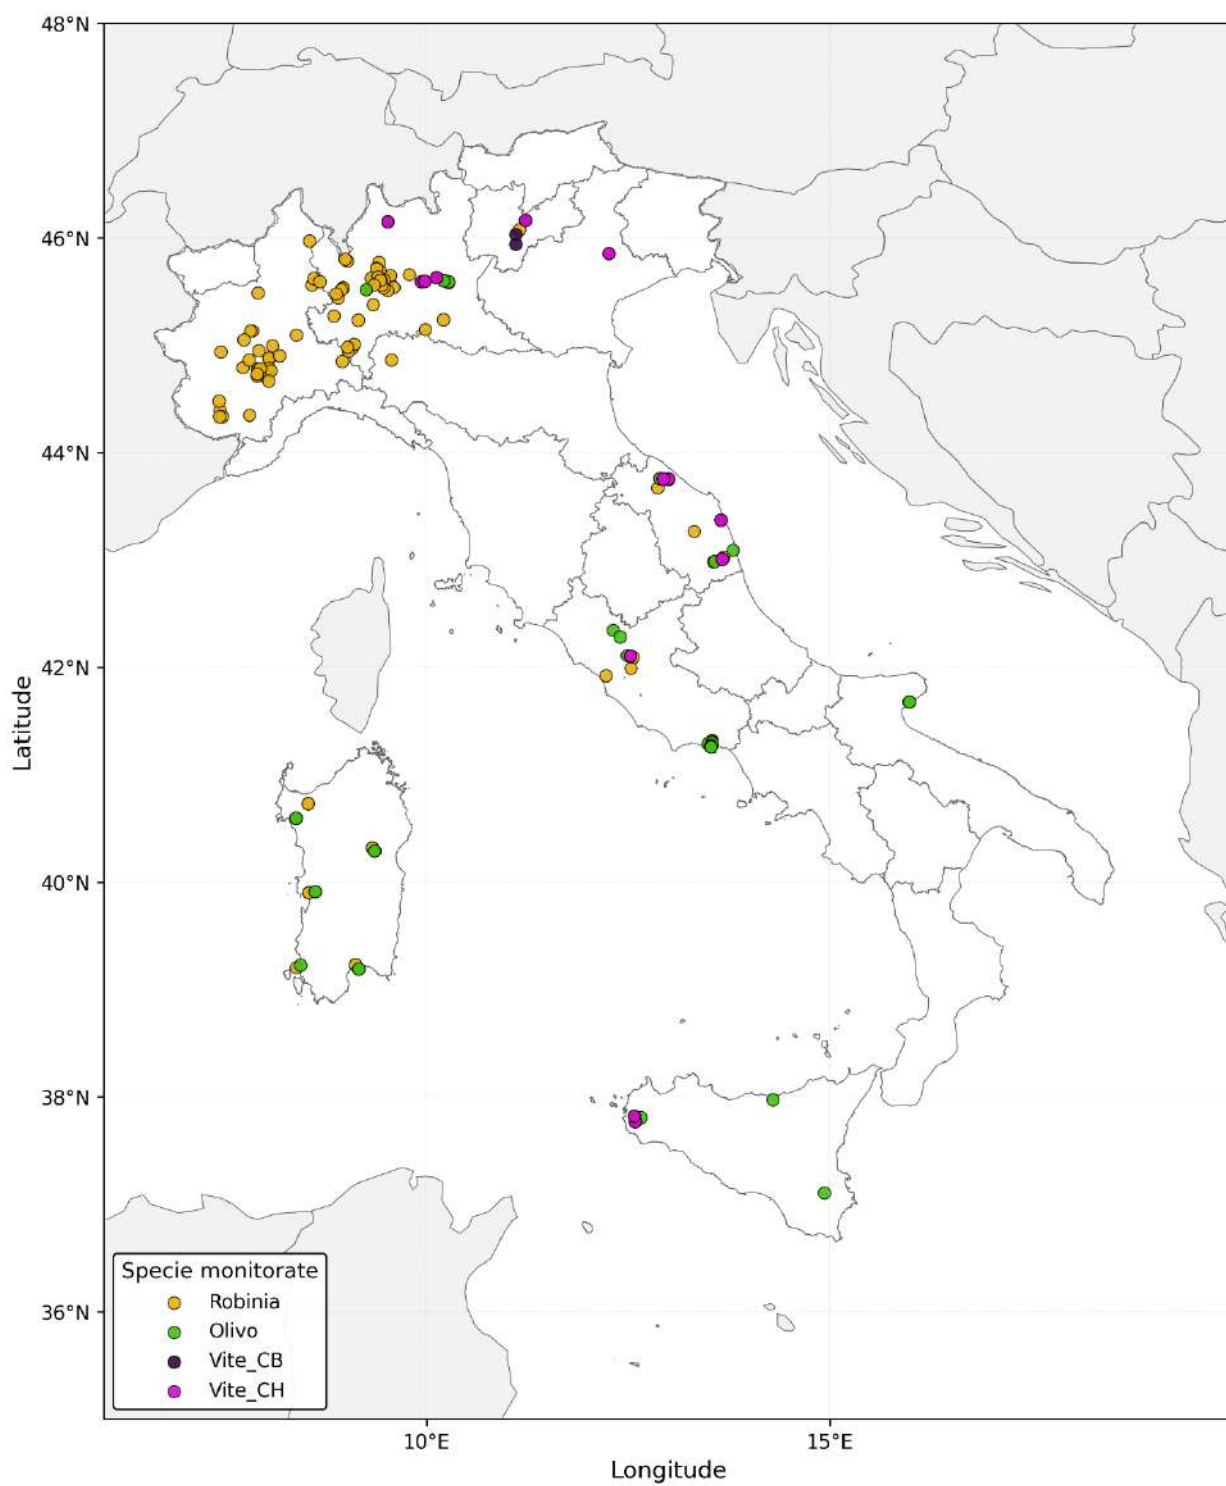 48°N
46°N
44°N
42°N
40°N
38°N
36°N
Latitude
Specie monitorate
Robinia
Olivo
Vite_CB
Vite_CH
10°E
15°E
Longitude